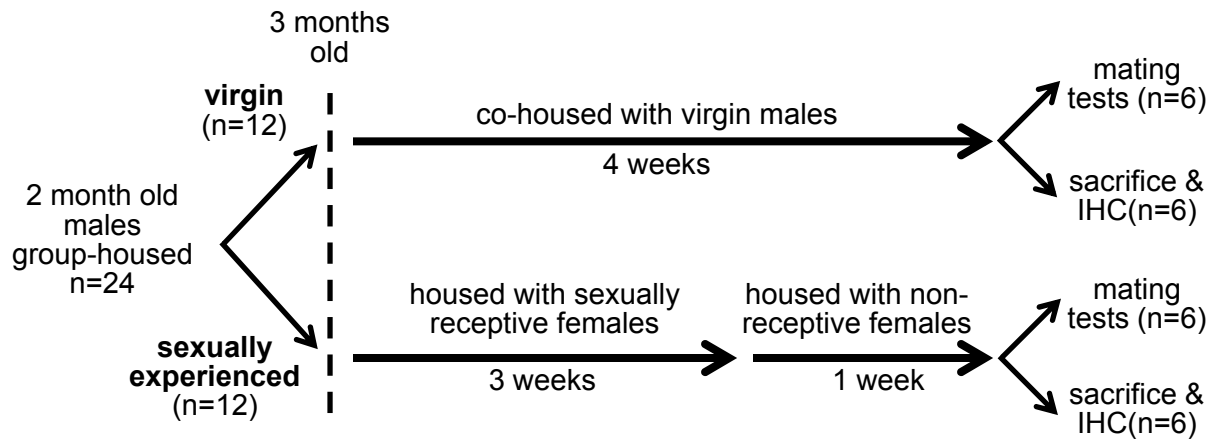 3 months
old
virgin
(n=12)
co-housed with virgin males
4 weeks
mating
tests (n=6)
sacrifice &
IHC(n=6)
2 month old
males
group-housed
n=24
sexually
experienced
(n=12)
housed with sexually
receptive females
3 weeks
housed with non-
receptive females
1 week
mating
tests (n=6)
sacrifice &
IHC(n=6)